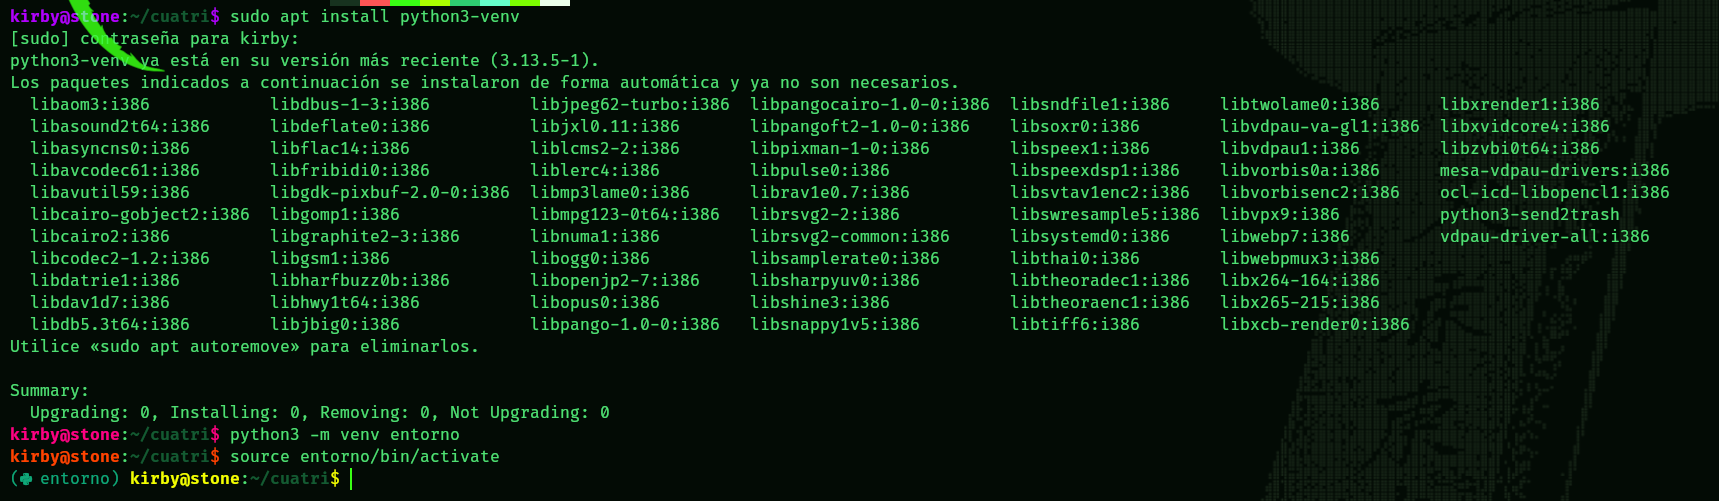 kirby@stone:~/cuatri$ sudo apt install python3-venv
[sudo] contraseña para kirby:
python3-venv ya está en su versión más reciente (3.13.5-1).
Los paquetes indicados a continuación se instalaron de forma automática y ya no son necesarios.
libaom3:i386 libdbus-1-3:i386 libjpeg62-turbo:i386 libpangocairo-1.0-0:i386 libsndfile1:i386 libtwolame0:i386 libxrender1:i386
libasound2t64:i386 libdeflate0:i386 libjxl0.11:i386 libpangoft2-1.0-0:i386 libsoxr0:i386 libvdpau-va-gl1:i386 libxvidcore4:i386
libasyncns0:i386 libflac14:i386 liblcms2-2:i386 libpixman-1-0:i386 libspeex1:i386 libvdpau1:i386 libzvbi0t64:i386
libavcodec61:i386 libfribidi0:i386 liblerc4:i386 libpulse0:i386 libspeexdsp1:i386 libvorbis0a:i386 mesa-vdpau-drivers:i386
libavutil59:i386 libgdk-pixbuf-2.0-0:i386 libmp3lame0:i386 librav1e0.7:i386 libsvtav1enc2:i386 libvorbisenc2:i386 ocl-icd-libopencl1:i386
libcairo-gobject2:i386 libgomp1:i386 libmpg123-0t64:i386 librsvg2-2:i386 libswresample5:i386 libvpx9:i386 python3-send2trash
libcairo2:i386 libgraphite2-3:i386 libnuma1:i386 librsvg2-common:i386 libsystemd0:i386 libwebp7:i386 vdpau-driver-all:i386
libcodec2-1.2:i386 libgsm1:i386 libogg0:i386 libsamplerate0:i386 libthai0:i386 libwebpmux3:i386
libdatrie1:i386 libharfbuzz0b:i386 libopenjp2-7:i386 libsharpyuv0:i386 libtheoradec1:i386 libx264-164:i386
libdav1d7:i386 libhwy1t64:i386 libopus0:i386 libshine3:i386 libtheoraenc1:i386 libx265-215:i386
libdb5.3t64:i386 libjbig0:i386 libpango-1.0-0:i386 libsnappy1v5:i386 libtiff6:i386 libxcb-render0:i386
Utilice «sudo apt autoremove» para eliminarlos.
Summary:
Upgrading: 0, Installing: 0, Removing: 0, Not Upgrading: 0
kirby@stone:~/cuatri$ python3 -m venv entorno
kirby@stone:~/cuatri$ source entorno/bin/activate
( entorno) kirby@stone:~/cuatri$